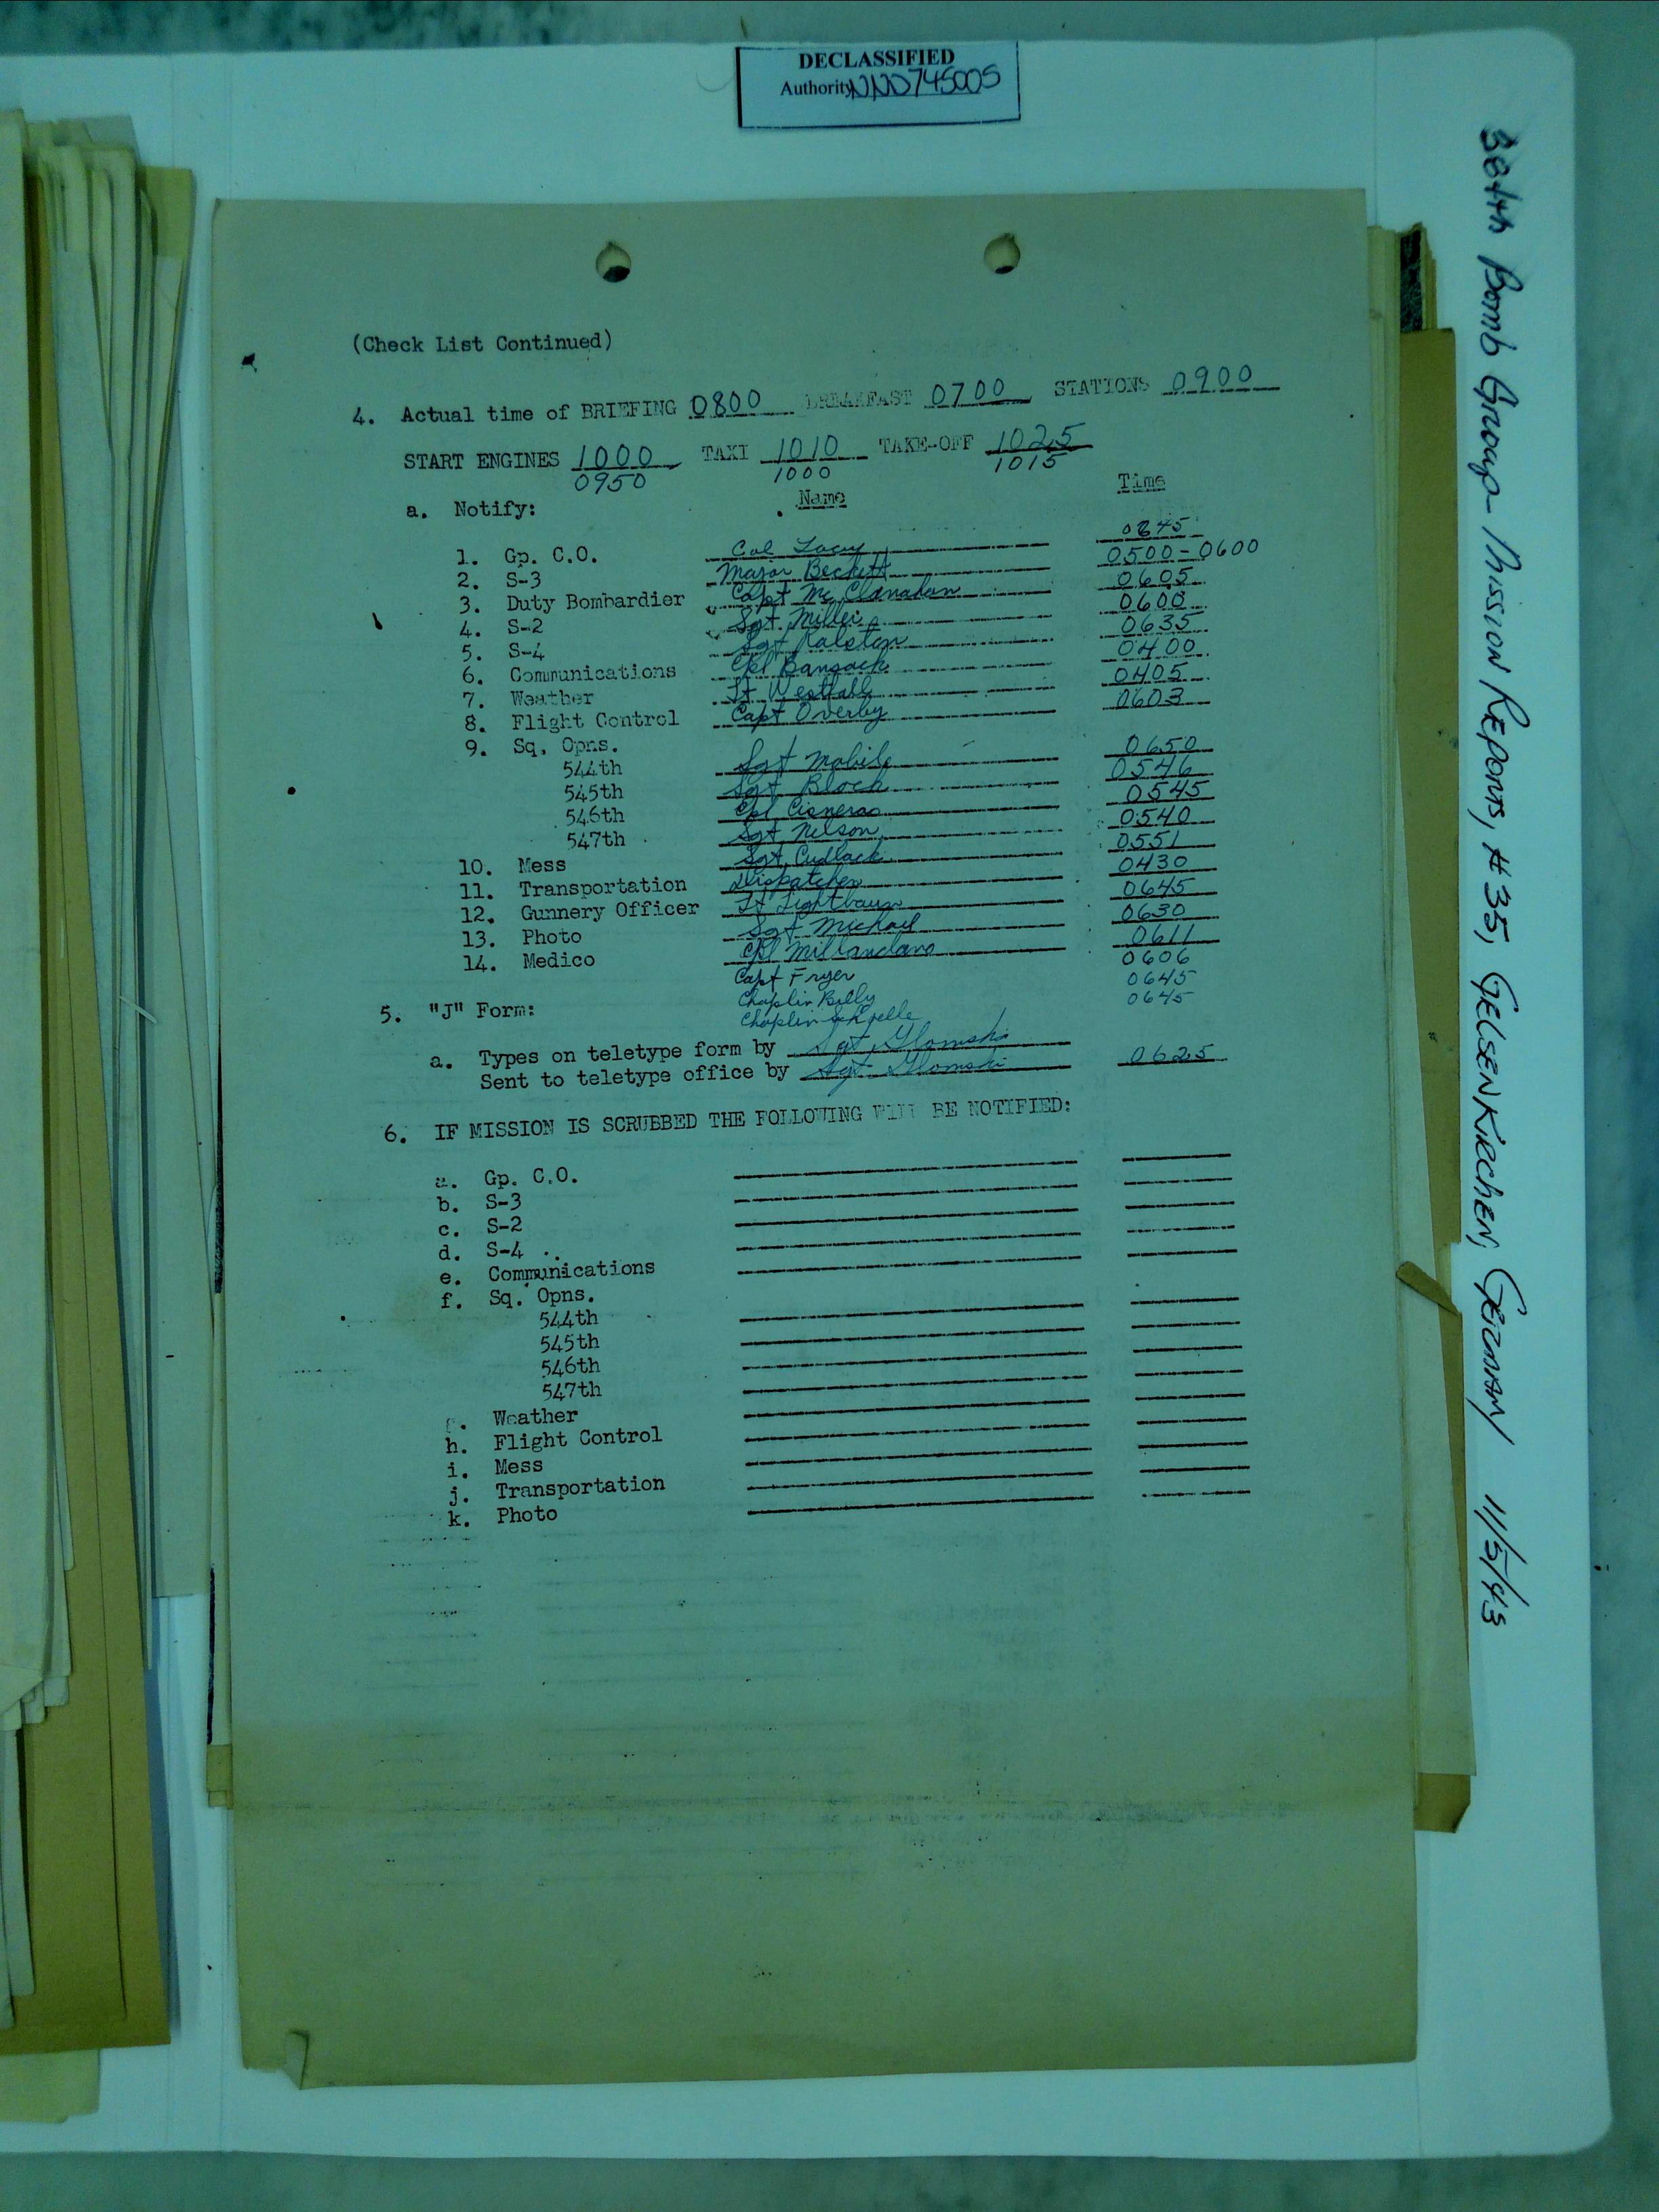 DECLASSIFIED
Authority NND745005
(Check List Continued)
4. Actual time of BRIEFING 0800 BREAKFAST 0700 STATIONS 0900
START ENGINES 1000 TAXI 1010 TAKE-OFF 1025
0950 1000 1015
a. Notify: Name Time
1. Gp. C.O. Col Lacey 0645
2. S-3 Major Beckett 0500-0600
3. Duty Bombardier Capt McClanahan 0605
4. S-2 Sgt. Miller 0600
5. S-4 Sgt Ralston 0635
6. Communications Cpl Bansack 0400
7. Weather Lt 0405
8. Flight Control Capt Overby 0603
9. Sq. Opns.
544th Sgt Mobile 0650
545th Sgt Block 0546
546th Cpl Cisneros 0545
547th Sgt Nelson 0540
10. Mess Sgt Cudlack 0551
11. Transportation Dispatcher 0430
12. Gunnery Officer Lt 0645
13. Photo Sgt Michael 0630
14. Medico Cpl 0611
Capt Fryer 0606
Chaplin Billy 0645
Chaplin 0645
5. "J" Form:
a. Types on teletype form by Sgt. Glomski
Sent to teletype office by Sgt. Glomski 0625
6. IF MISSION IS SCRUBBED THE FOLLOWING WILL BE NOTIFIED:
a. Gp. C.O.
b. S-3
c. S-2
d. S-4
e. Communications
f. Sq. Opns.
544th
545th
546th
547th
g. Weather
h. Flight Control
i. Mess
j. Transportation
k. Photo
384th Bomb Group- Mission Reports, #35, GELSENKIRCHEN, GERMANY 11/5/43